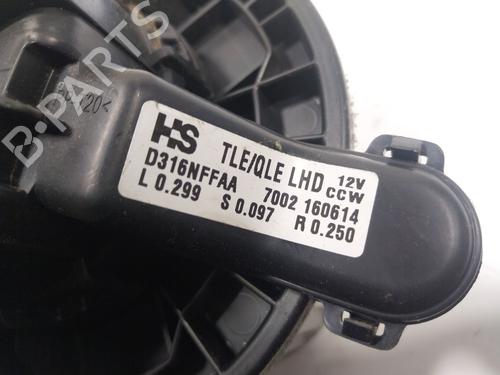 B-PARTS
HS TLE/QLE LHD 12V CCW
D316NFFAA 7002 160614
L 0.299 S 0.097 R 0.250